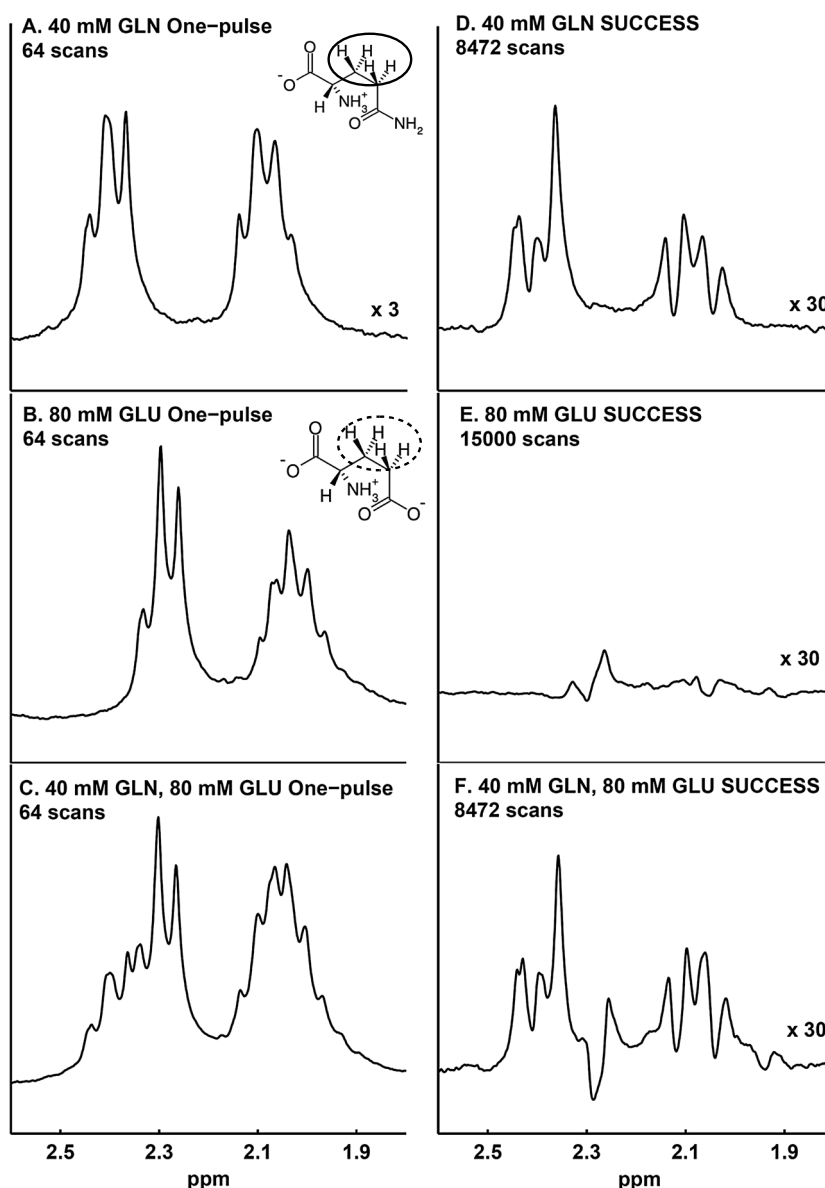 A. 40 mM GLN One−pulse
64 scans
O
-
O
H
H
H
H
H
NH3+
O
NH2
x 3
D. 40 mM GLN SUCCESS
8472 scans
x 30
B. 80 mM GLU One−pulse
64 scans
O
-
O
H
H
H
H
H
NH3+
O
O-
E. 80 mM GLU SUCCESS
15000 scans
x 30
C. 40 mM GLN, 80 mM GLU One−pulse
64 scans
F. 40 mM GLN, 80 mM GLU SUCCESS
8472 scans
x 30
2.5 2.3 2.1 1.9
ppm
2.5 2.3 2.1 1.9
ppm